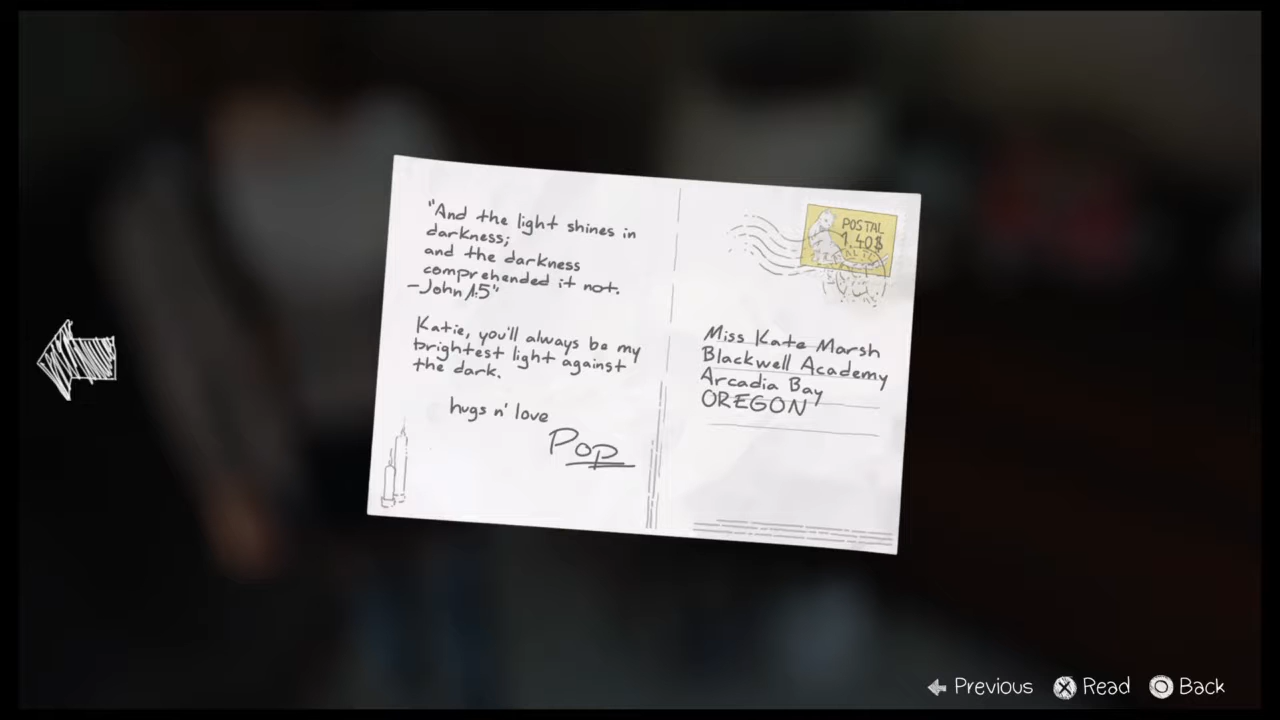 "And the light shines in
darkness;
and the darkness
comprehended it not.
-John 1:5"
Katie, you'll always be my
brightest light against
the dark.
hugs n' love
Pop
POSTAL
1.40$
Miss Kate Marsh
Blackwell Academy
Arcadia Bay
OREGON
Previous
Read
Back